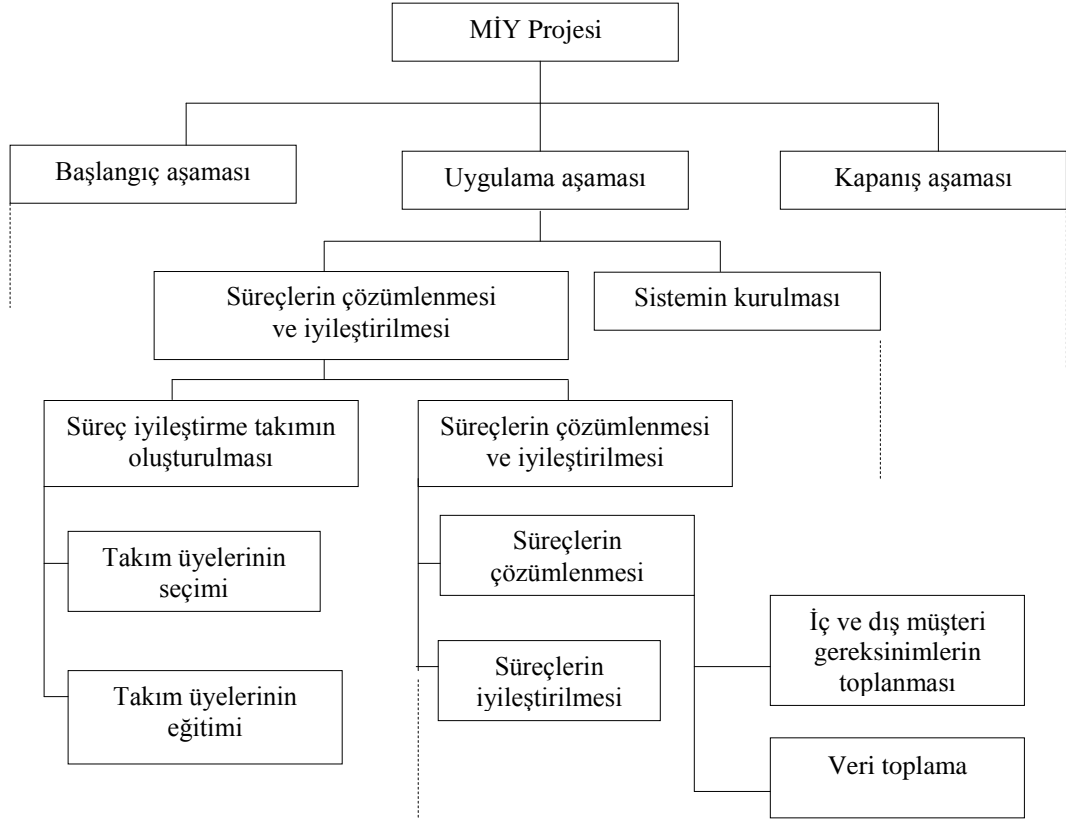 MİY Projesi
Başlangıç aşaması
Uygulama aşaması
Kapanış aşaması
Süreçlerin çözümlenmesi
ve iyileştirilmesi
Sistemin kurulması
Süreç iyileştirme takımın
oluşturulması
Süreçlerin çözümlenmesi
ve iyileştirilmesi
Takım üyelerinin
seçimi
Süreçlerin
çözümlenmesi
İç ve dış müşteri
gereksinimlerin
toplanması
Takım üyelerinin
eğitimi
Süreçlerin
iyileştirilmesi
Veri toplama